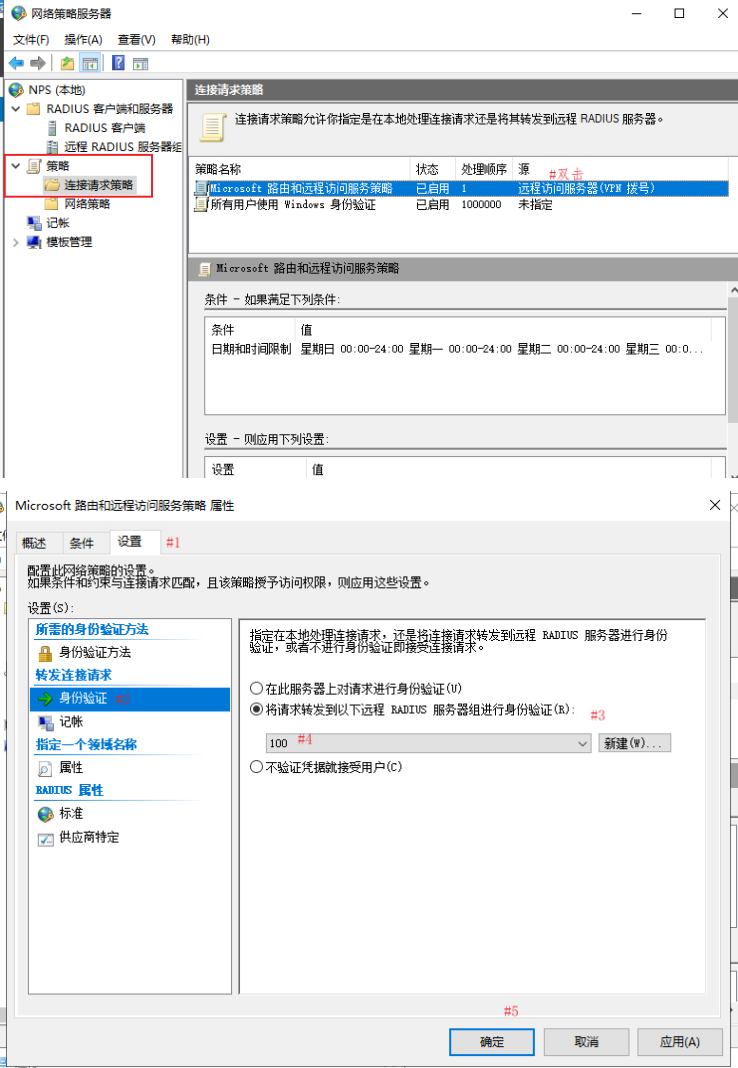 网络策略服务器
文件(F) 操作(A) 查看(V) 帮助(H)
NPS (本地)
RADIUS 客户端和服务器
RADIUS 客户端
远程 RADIUS 服务器组
策略
连接请求策略
网络策略
记帐
模板管理
连接请求策略
连接请求策略允许你指定是在本地处理连接请求还是将其转发到远程 RADIUS 服务器。
策略名称 状态 处理顺序 源 #双击
Microsoft 路由和远程访问服务策略 已启用 1 远程访问服务器(VPN 拨号)
所有用户使用 Windows 身份验证 已启用 1000000 未指定
Microsoft 路由和远程访问服务策略
条件 - 如果满足下列条件:
条件 值
日期和时间限制 星期日 00:00-24:00 星期一 00:00-24:00 星期二 00:00-24:00 星期三 00:0...
设置 - 则应用下列设置:
设置 值
Microsoft 路由和远程访问服务策略 属性
概述 条件 设置 #1
配置此网络策略的设置。
如果条件和约束与连接请求匹配，且该策略授予访问权限，则应用这些设置。
设置(S):
所需的身份验证方法
身份验证方法
转发连接请求
身份验证 #2
记帐
指定一个领域名称
属性
RADIUS 属性
标准
供应商特定
指定在本地处理连接请求，还是将连接请求转发到远程 RADIUS 服务器进行身份
验证，或者不进行身份验证即接受连接请求。
在此服务器上对请求进行身份验证(U)
将请求转发到以下远程 RADIUS 服务器组进行身份验证(R): #3
100 #4 新建(W)...
不验证凭据就接受用户(C)
#5
确定 取消 应用(A)